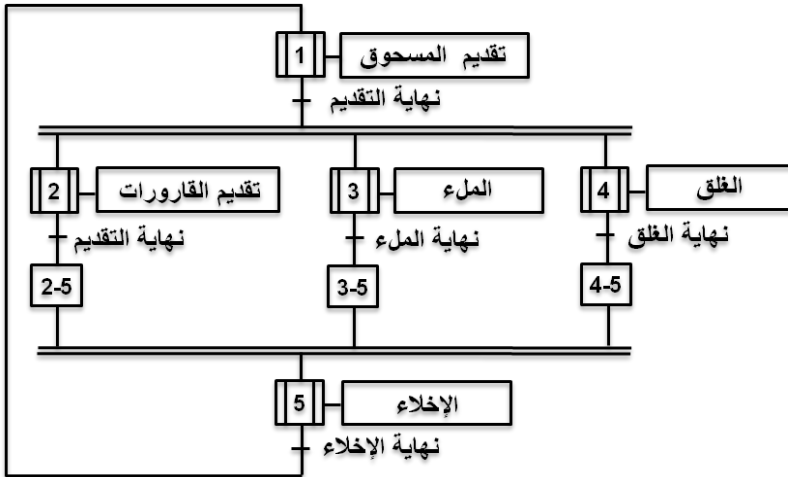 1 تقديم المسحوق
نهاية التقديم
2 تقديم القارورات
3 الملء
4 الغلق
نهاية التقديم
نهاية الملء
نهاية الغلق
2-5
3-5
4-5
5 الإخلاء
نهاية الإخلاء